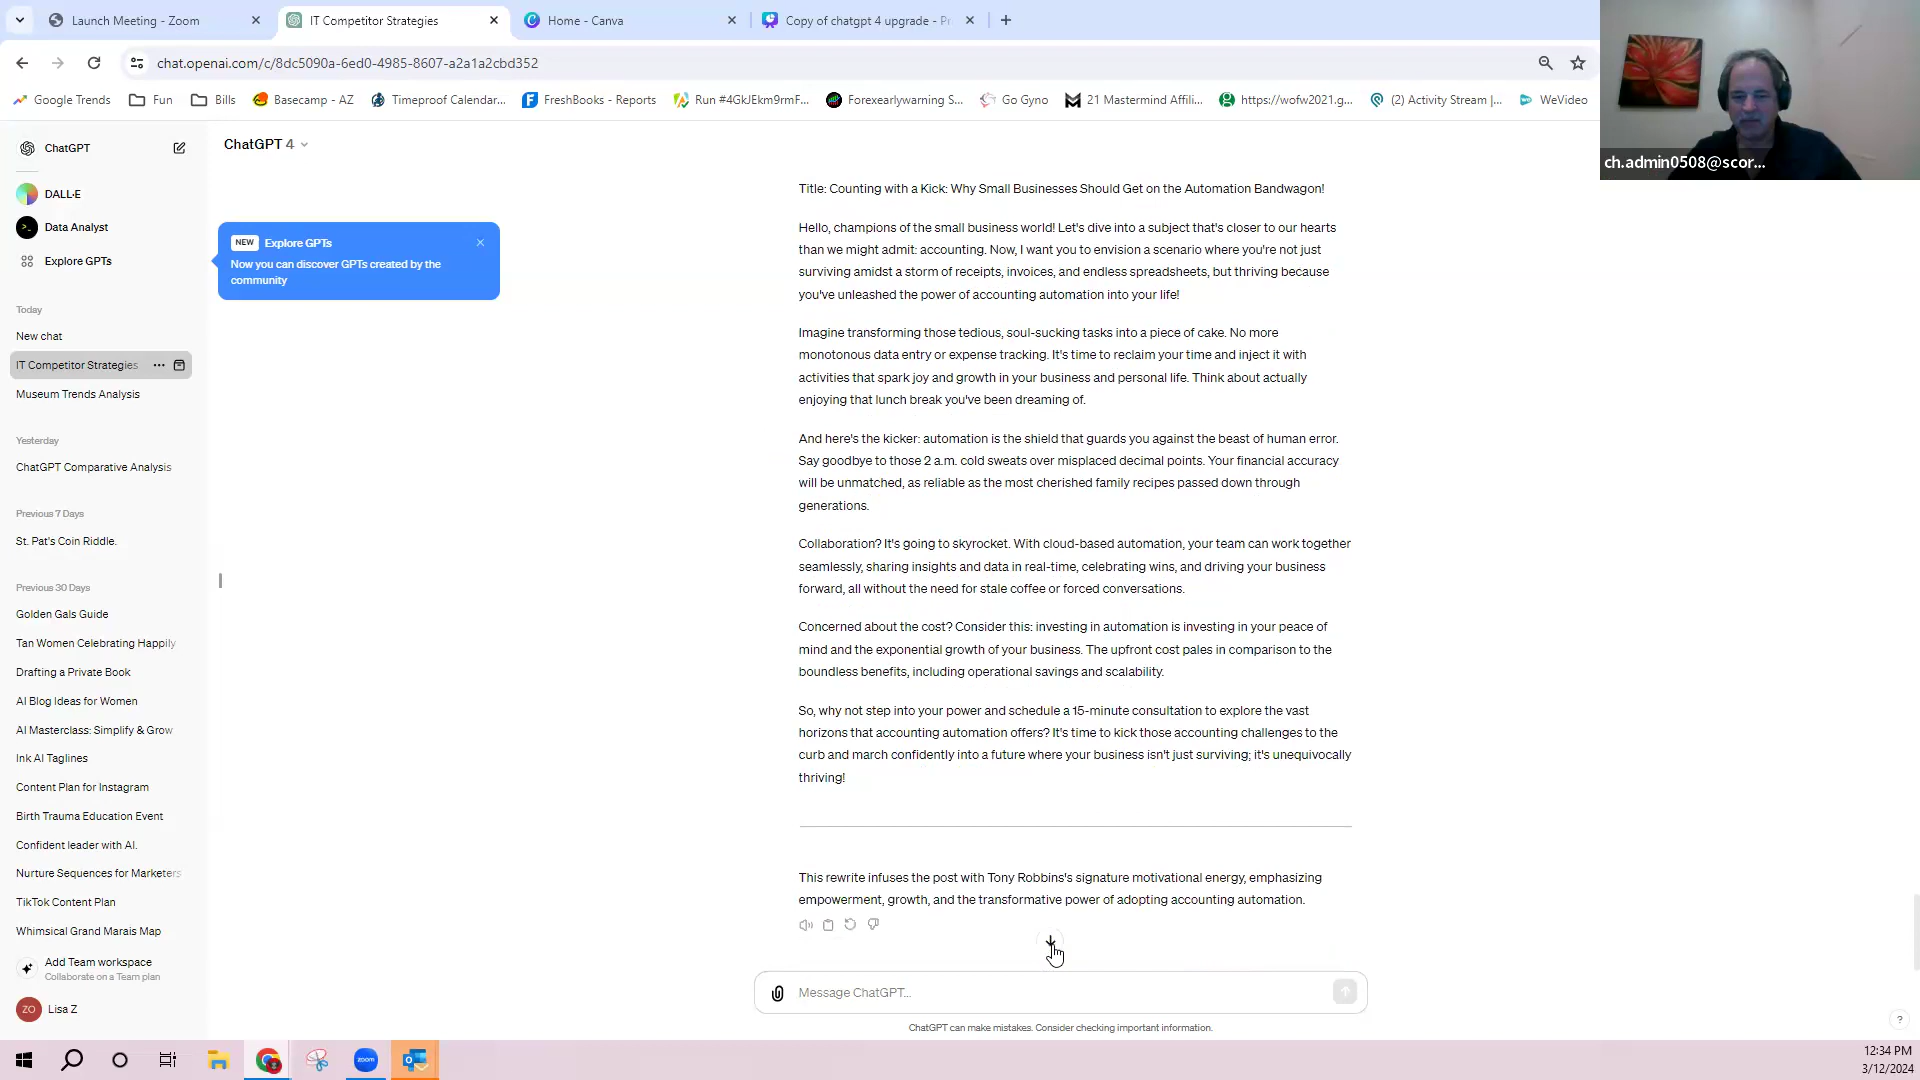 Launch Meeting - Zoom
IT Competitor Strategies
Home - Canva
Copy of chatgpt 4 upgrade - Pr
chat.openai.com/c/8dc5090a-6ed0-4985-8607-a2a1a2cbd352
Google Trends
Fun
Bills
Basecamp - AZ
Timeproof Calendar...
FreshBooks - Reports
Run #4GkJEkm9rmF...
Forexearlywarning S...
Go Gyno
21 Mastermind Affili...
https://wofw2021.g...
(2) Activity Stream |...
WeVideo
ch.admin0508@scor...
ChatGPT
DALL·E
Data Analyst
Explore GPTs
Today
New chat
IT Competitor Strategies
Museum Trends Analysis
Yesterday
ChatGPT Comparative Analysis
Previous 7 Days
St. Pat's Coin Riddle.
Previous 30 Days
Golden Gals Guide
Tan Women Celebrating Happily
Drafting a Private Book
AI Blog Ideas for Women
AI Masterclass: Simplify & Grow
Ink AI Taglines
Content Plan for Instagram
Birth Trauma Education Event
Confident leader with AI.
Nurture Sequences for Marketers
TikTok Content Plan
Whimsical Grand Marais Map
Add Team workspace
Collaborate on a Team plan
ZO Lisa Z
ChatGPT 4
NEW Explore GPTs
Now you can discover GPTs created by the
community
Title: Counting with a Kick: Why Small Businesses Should Get on the Automation Bandwagon!
Hello, champions of the small business world! Let's dive into a subject that's closer to our hearts
than we might admit: accounting. Now, I want you to envision a scenario where you're not just
surviving amidst a storm of receipts, invoices, and endless spreadsheets, but thriving because
you've unleashed the power of accounting automation into your life!
Imagine transforming those tedious, soul-sucking tasks into a piece of cake. No more
monotonous data entry or expense tracking. It's time to reclaim your time and inject it with
activities that spark joy and growth in your business and personal life. Think about actually
enjoying that lunch break you've been dreaming of.
And here's the kicker: automation is the shield that guards you against the beast of human error.
Say goodbye to those 2 a.m. cold sweats over misplaced decimal points. Your financial accuracy
will be unmatched, as reliable as the most cherished family recipes passed down through
generations.
Collaboration? It's going to skyrocket. With cloud-based automation, your team can work together
seamlessly, sharing insights and data in real-time, celebrating wins, and driving your business
forward, all without the need for stale coffee or forced conversations.
Concerned about the cost? Consider this: investing in automation is investing in your peace of
mind and the exponential growth of your business. The upfront cost pales in comparison to the
boundless benefits, including operational savings and scalability.
So, why not step into your power and schedule a 15-minute consultation to explore the vast
horizons that accounting automation offers? It's time to kick those accounting challenges to the
curb and march confidently into a future where your business isn't just surviving; it's unequivocally
thriving!
This rewrite infuses the post with Tony Robbins's signature motivational energy, emphasizing
empowerment, growth, and the transformative power of adopting accounting automation.
Message ChatGPT...
ChatGPT can make mistakes. Consider checking important information.
?
zoom
12:34 PM
3/12/2024